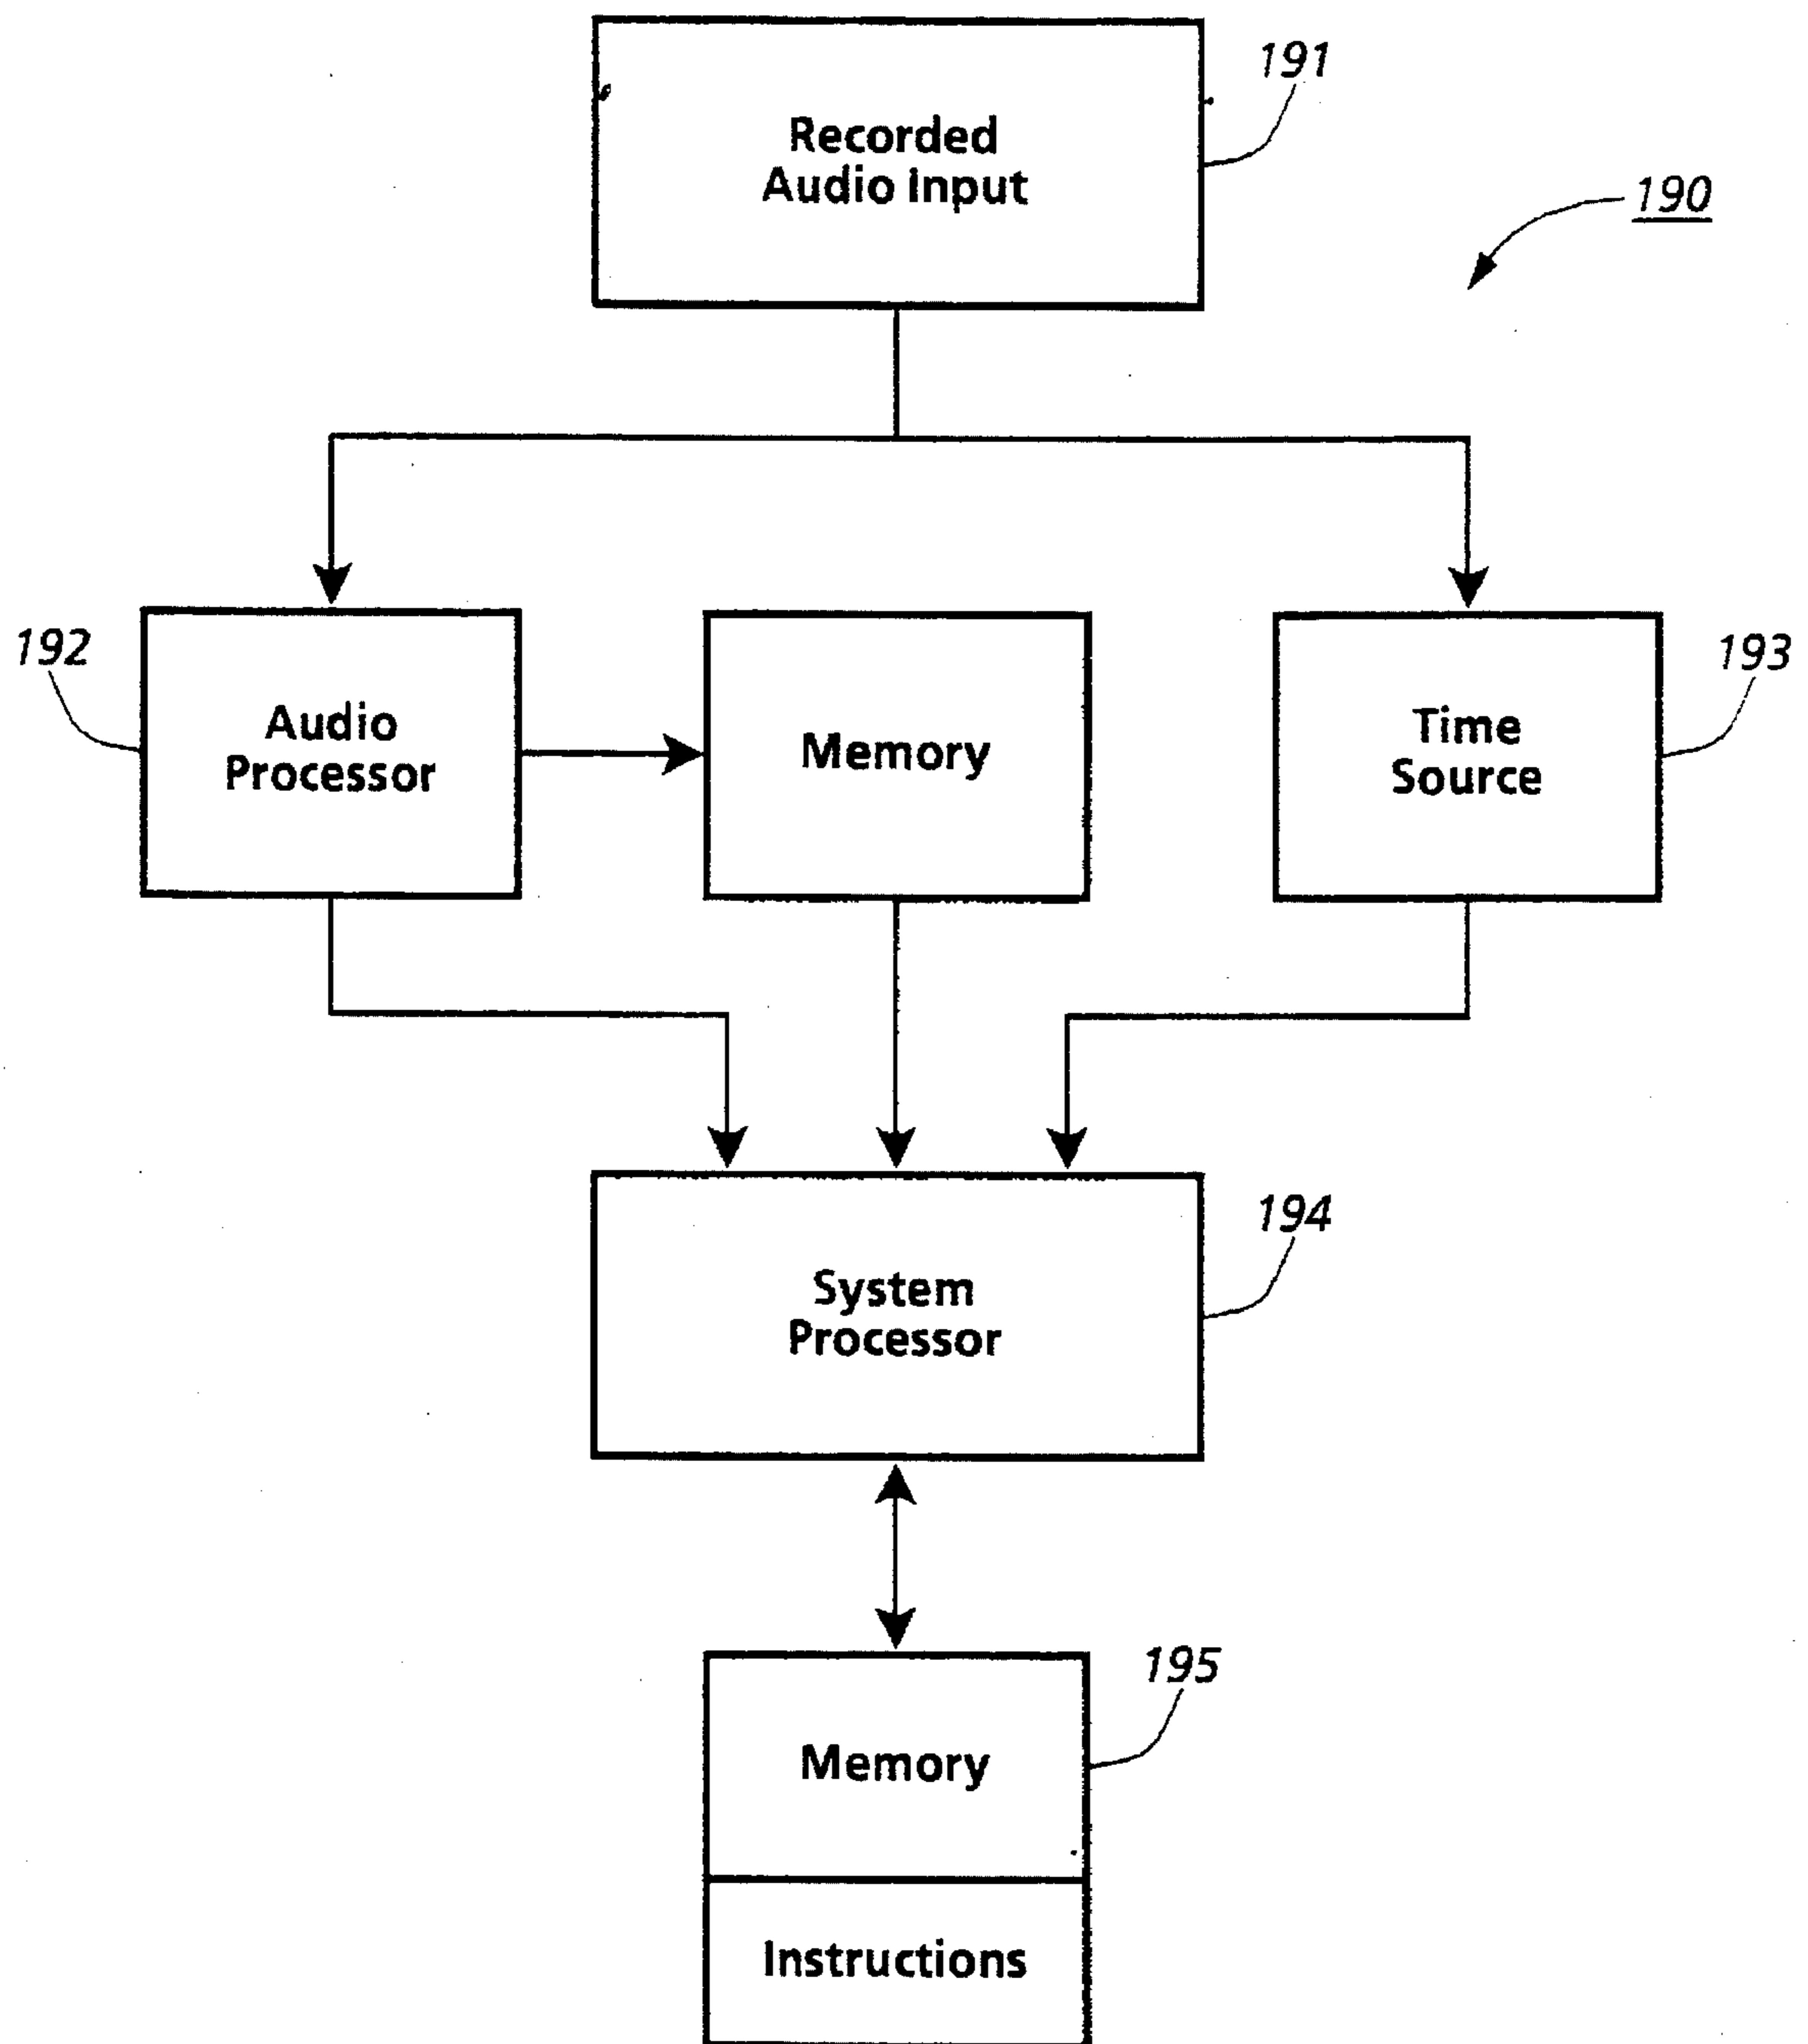 191
Recorded
Audio Input
190
192
Audio
Processor
Memory
Time
Source
193
194
System
Processor
195
Memory
Instructions